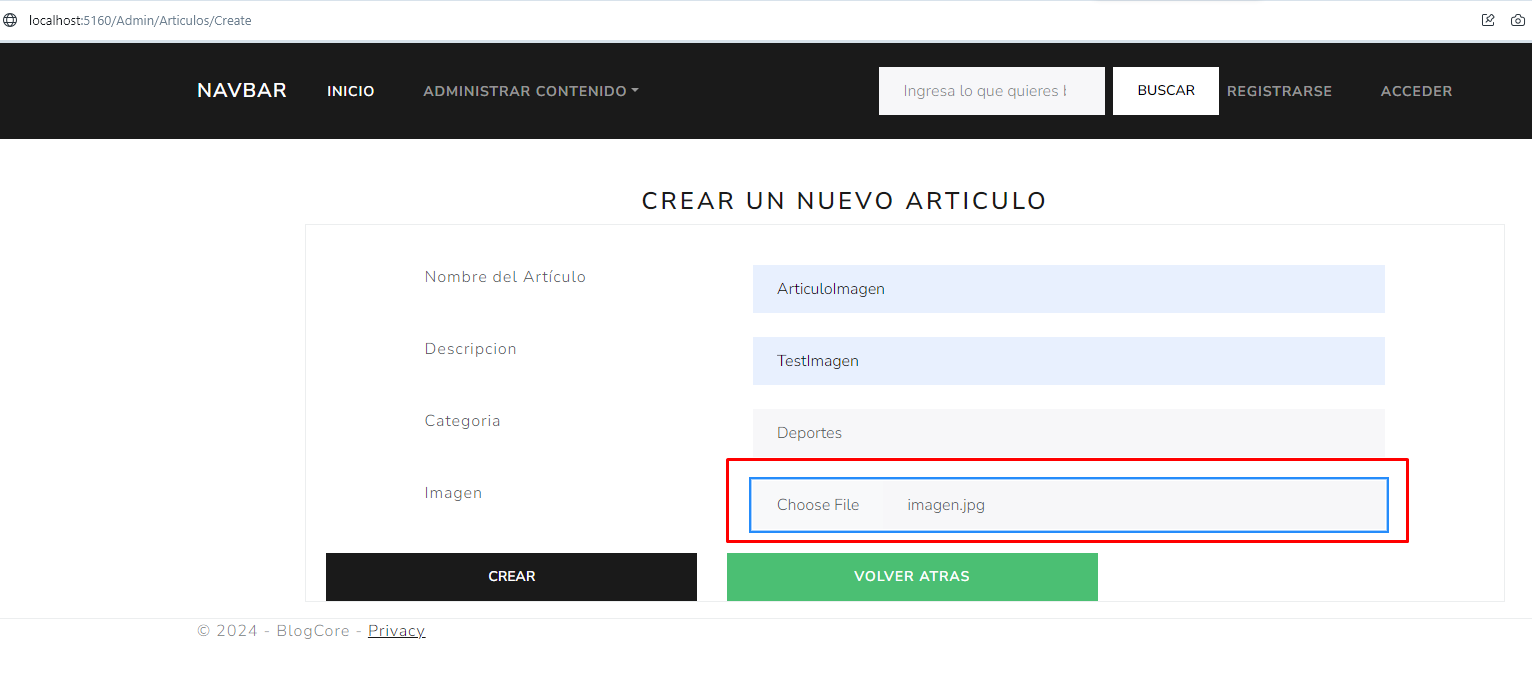 localhost:5160/Admin/Articulos/Create
NAVBAR INICIO ADMINISTRAR CONTENIDO Ingresa lo que quieres b BUSCAR REGISTRARSE ACCEDER
CREAR UN NUEVO ARTICULO
Nombre del Artículo ArticuloImagen
Descripcion TestImagen
Categoria Deportes
Imagen Choose File imagen.jpg
CREAR VOLVER ATRAS
© 2024 - BlogCore - Privacy